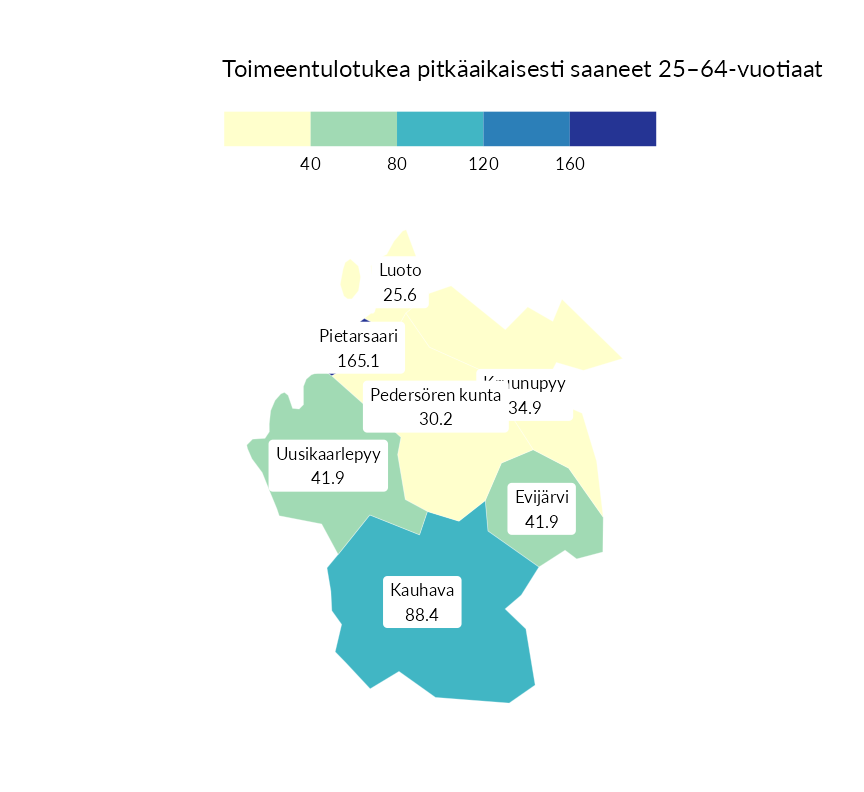 Toimeentulotukea pitkäaikaisesti saaneet 25–64-vuotiaat
40 80 120 160
Luoto
25.6
Pietarsaari
165.1
Kruunupyy
34.9
Pedersören kunta
30.2
Uusikaarlepyy
41.9
Evijärvi
41.9
Kauhava
88.4